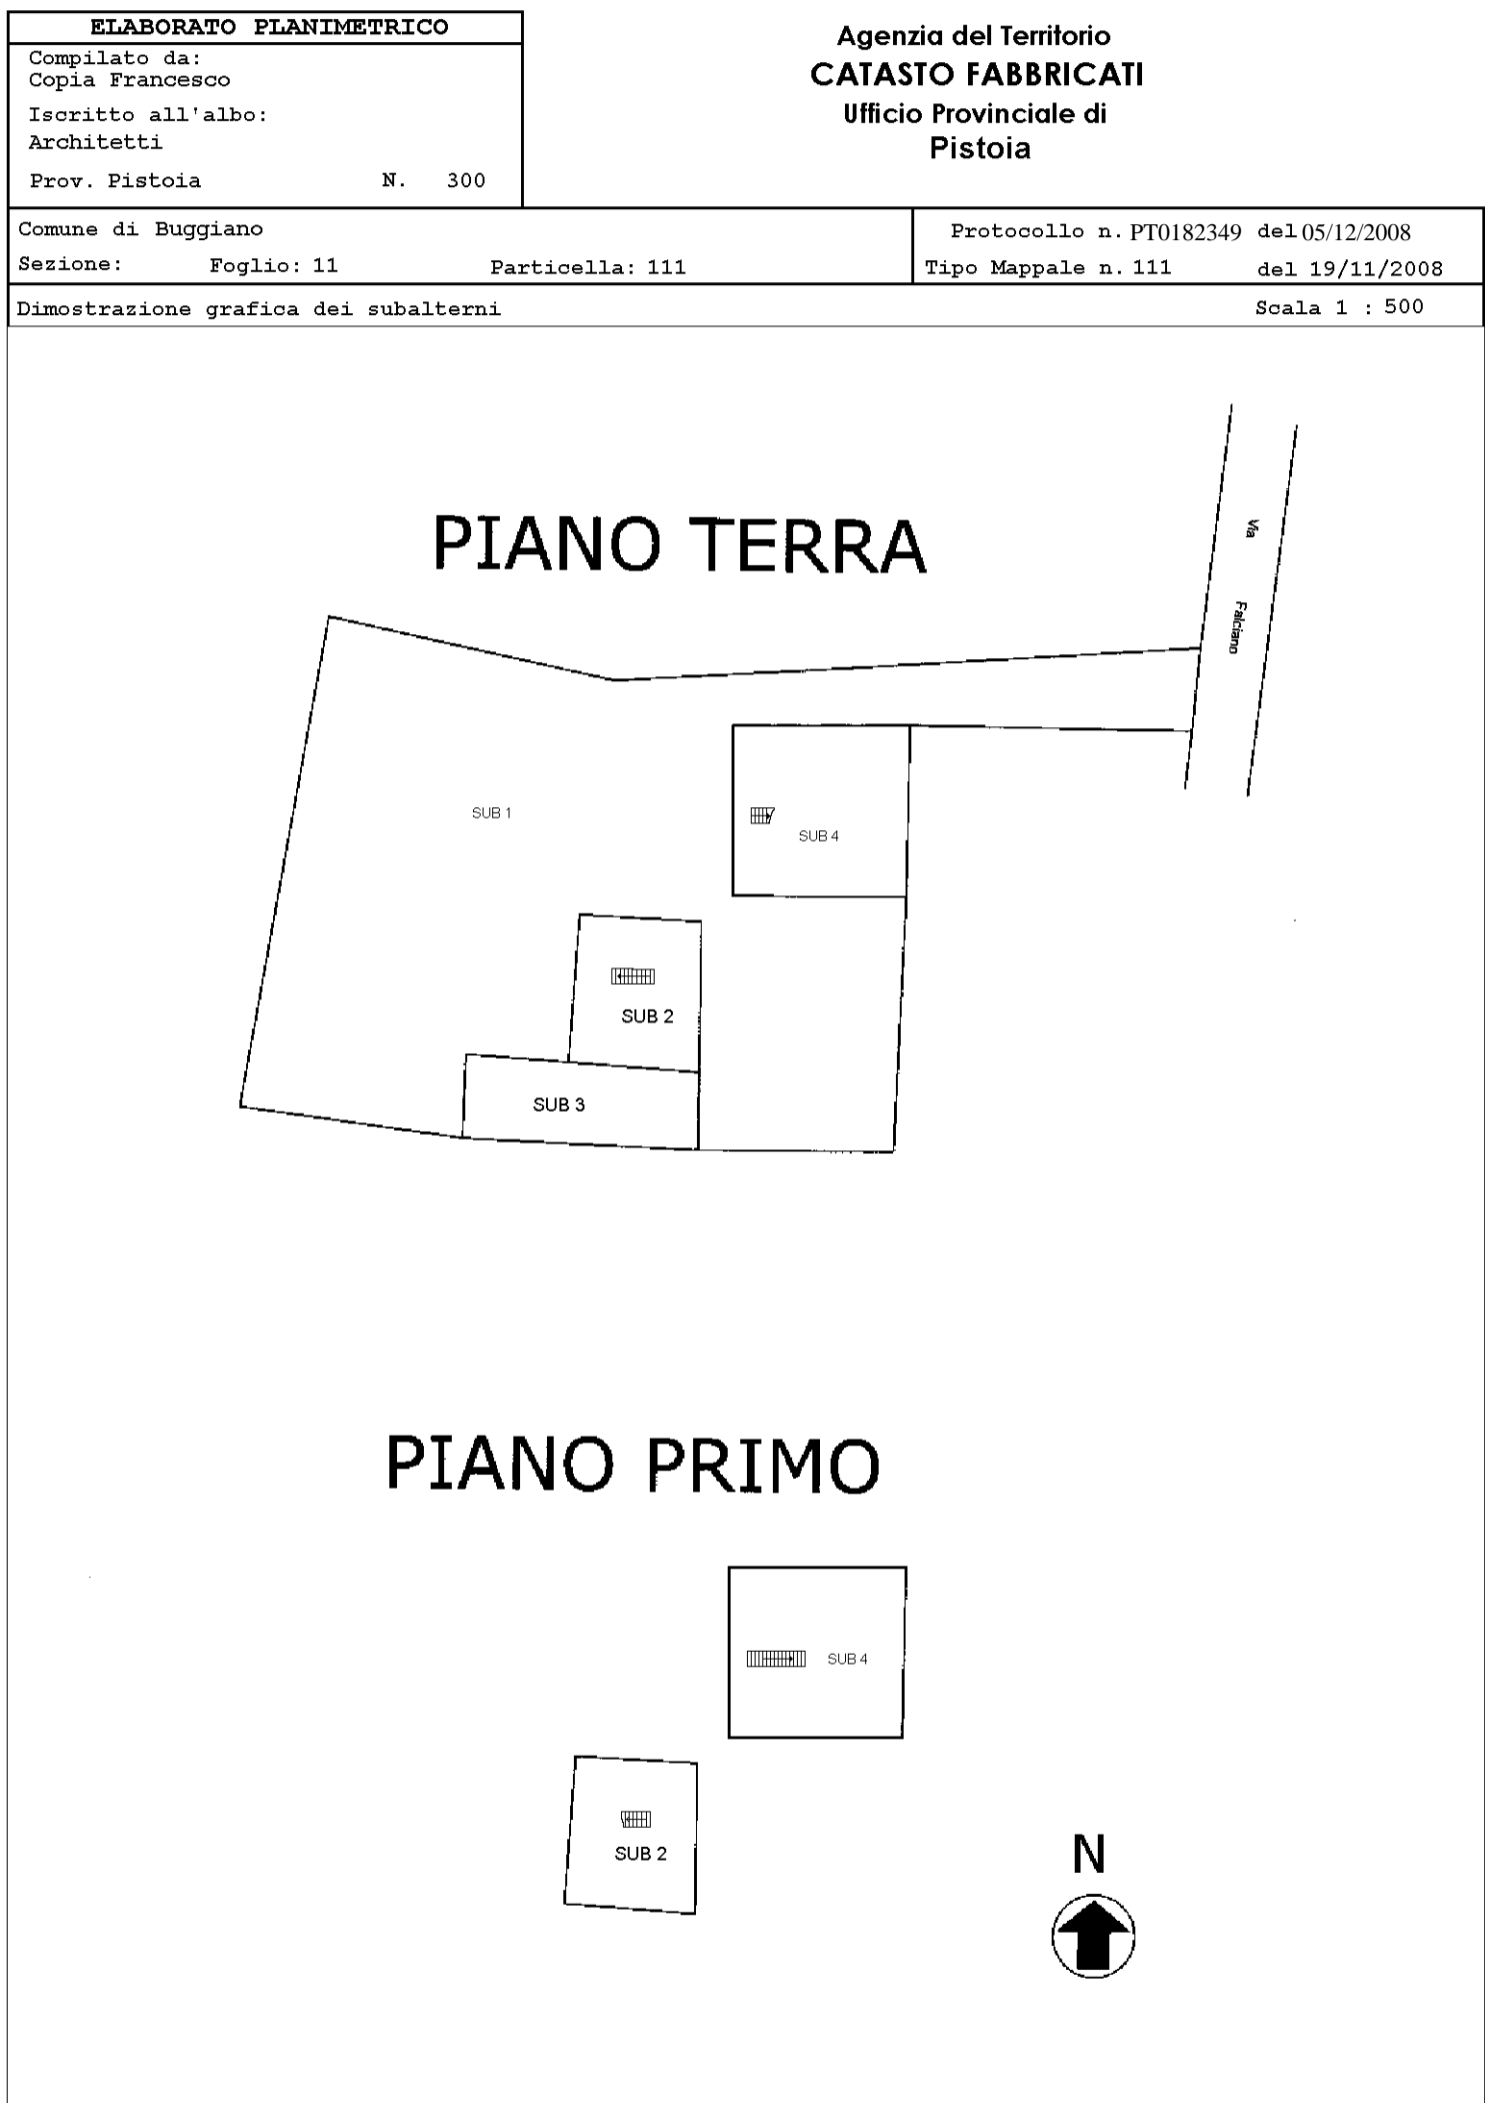 ELABORATO PLANIMETRICO
Compilato da:
Copia Francesco
Iscritto all'albo:
Architetti
Prov. Pistoia N. 300
Agenzia del Territorio
CATASTO FABBRICATI
Ufficio Provinciale di
Pistoia
Comune di Buggiano
Sezione: Foglio: 11 Particella: 111
Protocollo n. PT0182349 del 05/12/2008
Tipo Mappale n. 111 del 19/11/2008
Dimostrazione grafica dei subalterni Scala 1 : 500
PIANO TERRA
Via Falciano
SUB 1
SUB 4
SUB 2
SUB 3
PIANO PRIMO
SUB 4
SUB 2
N